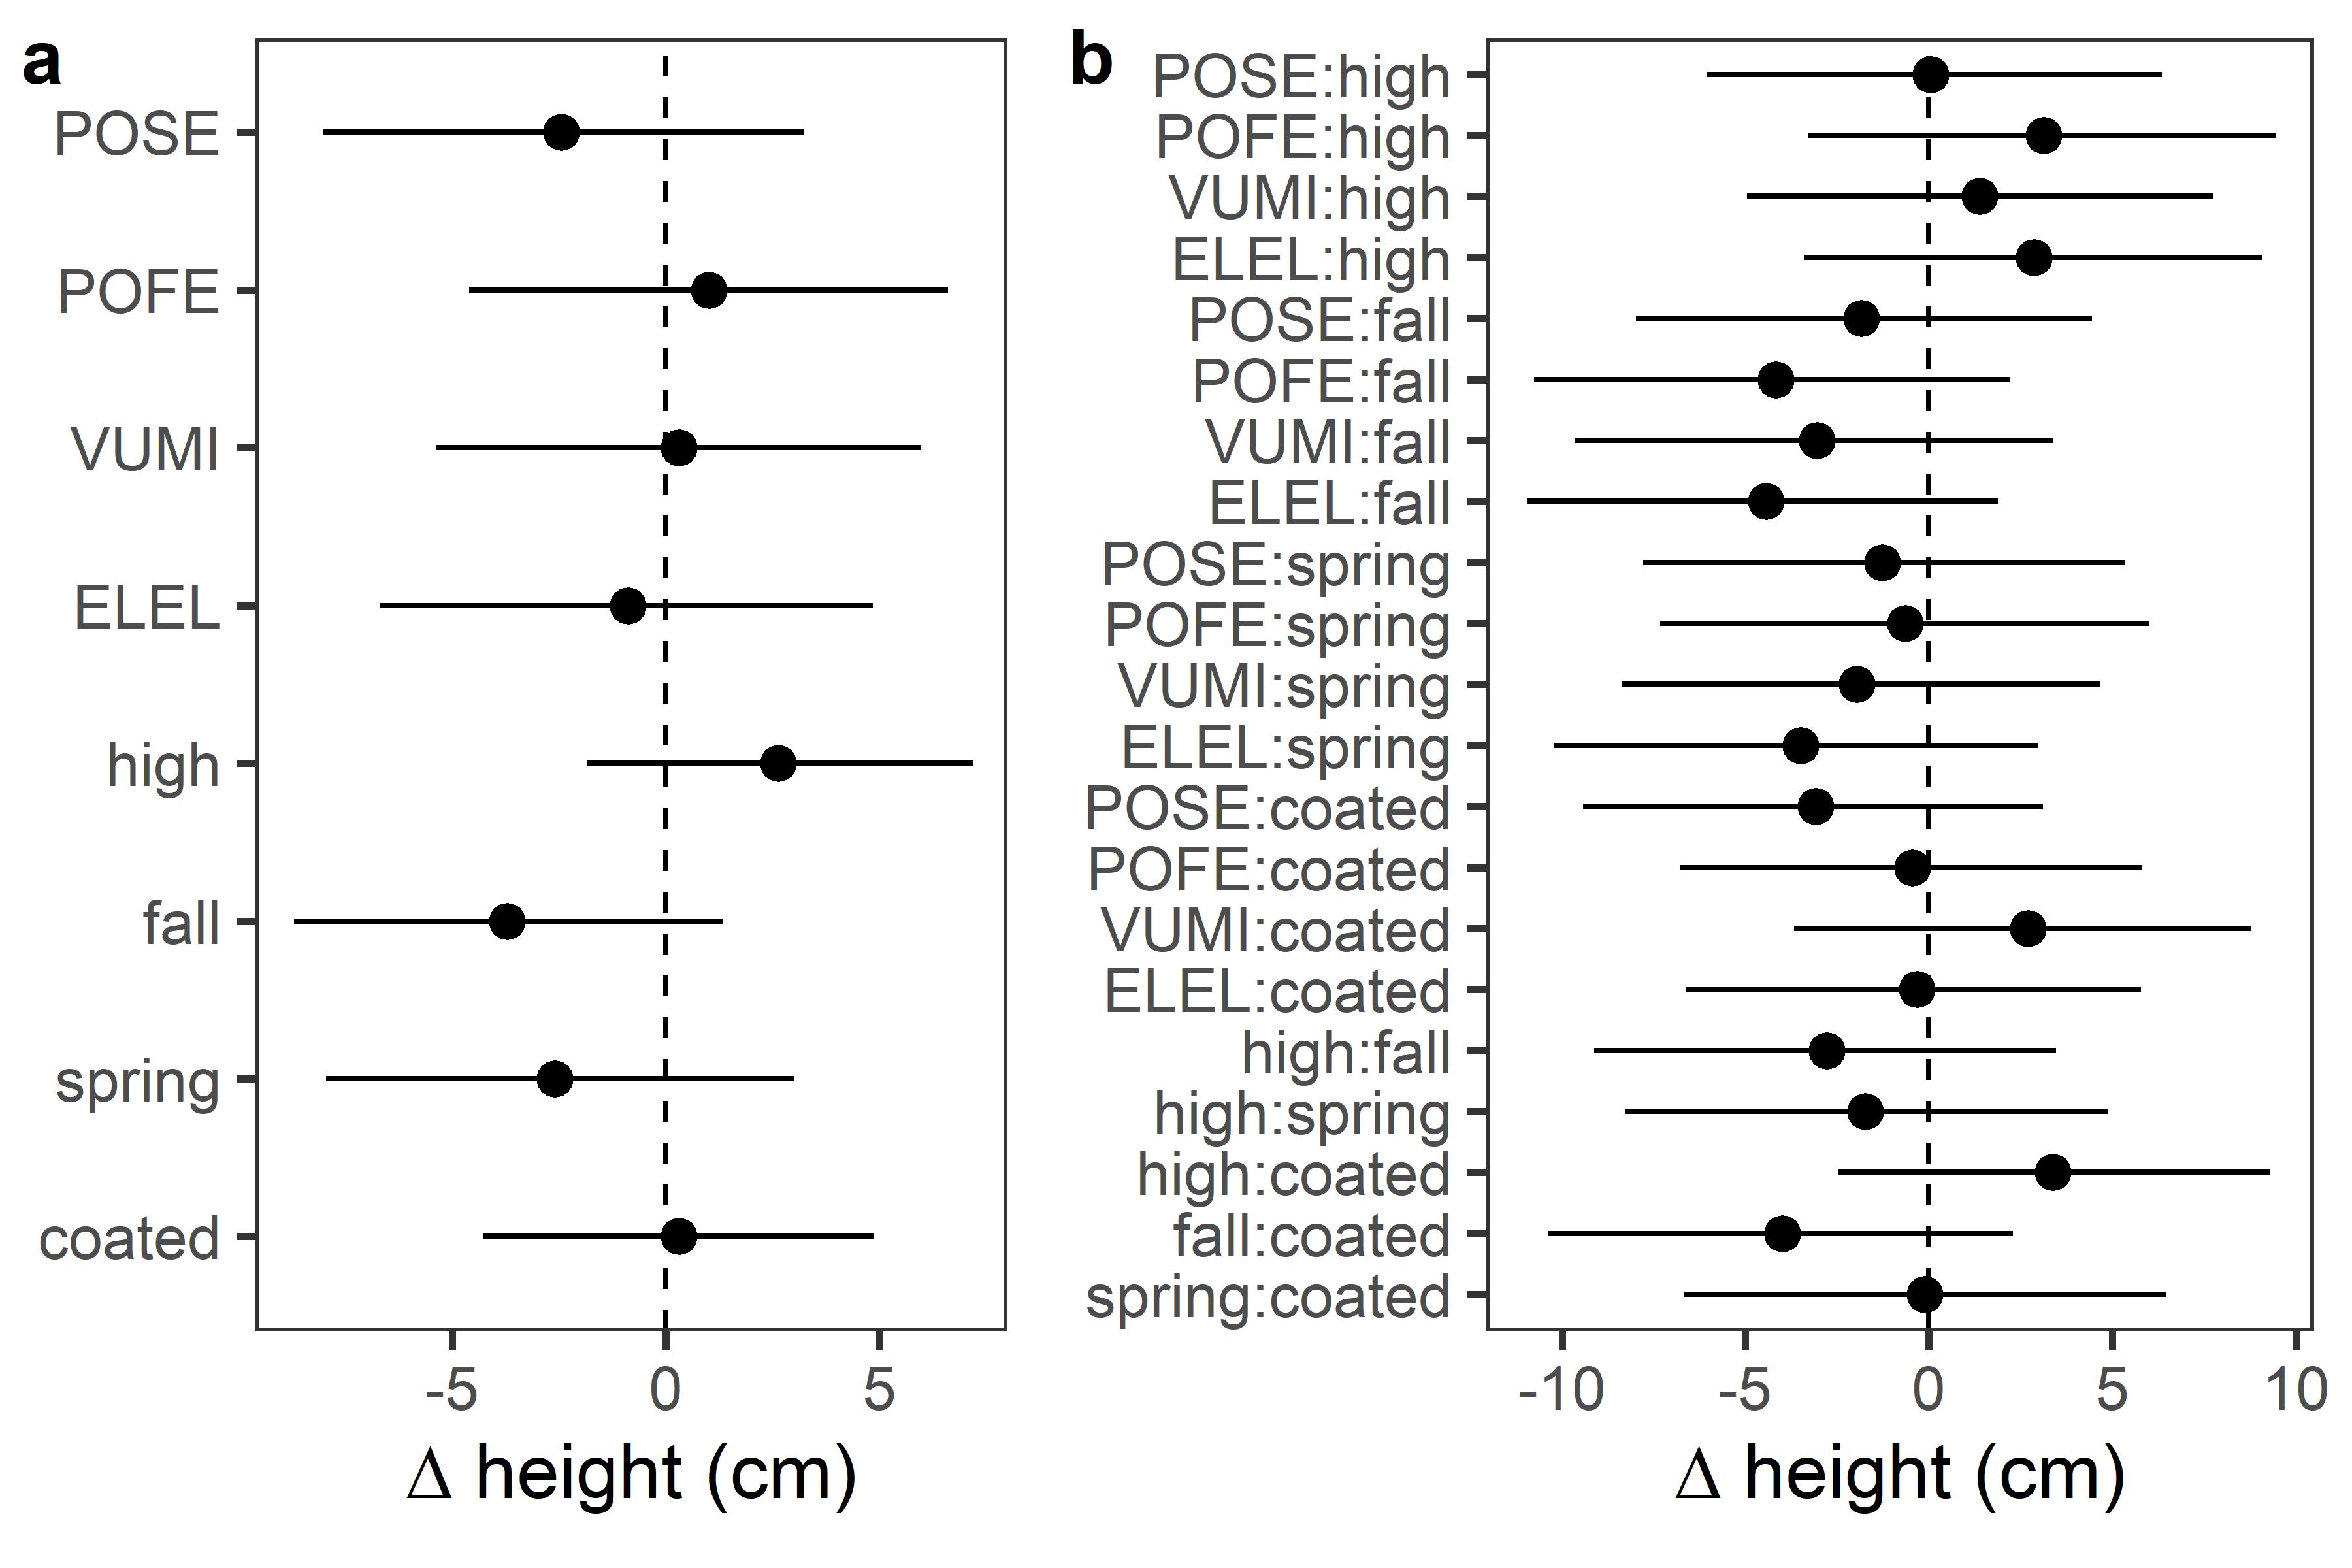 a
POSE
POFE
VUMI
ELEL
high
fall
spring
coated
-5 0 5
Δ height (cm)
b
POSE:high
POFE:high
VUMI:high
ELEL:high
POSE:fall
POFE:fall
VUMI:fall
ELEL:fall
POSE:spring
POFE:spring
VUMI:spring
ELEL:spring
POSE:coated
POFE:coated
VUMI:coated
ELEL:coated
high:fall
high:spring
high:coated
fall:coated
spring:coated
-10 -5 0 5 10
Δ height (cm)